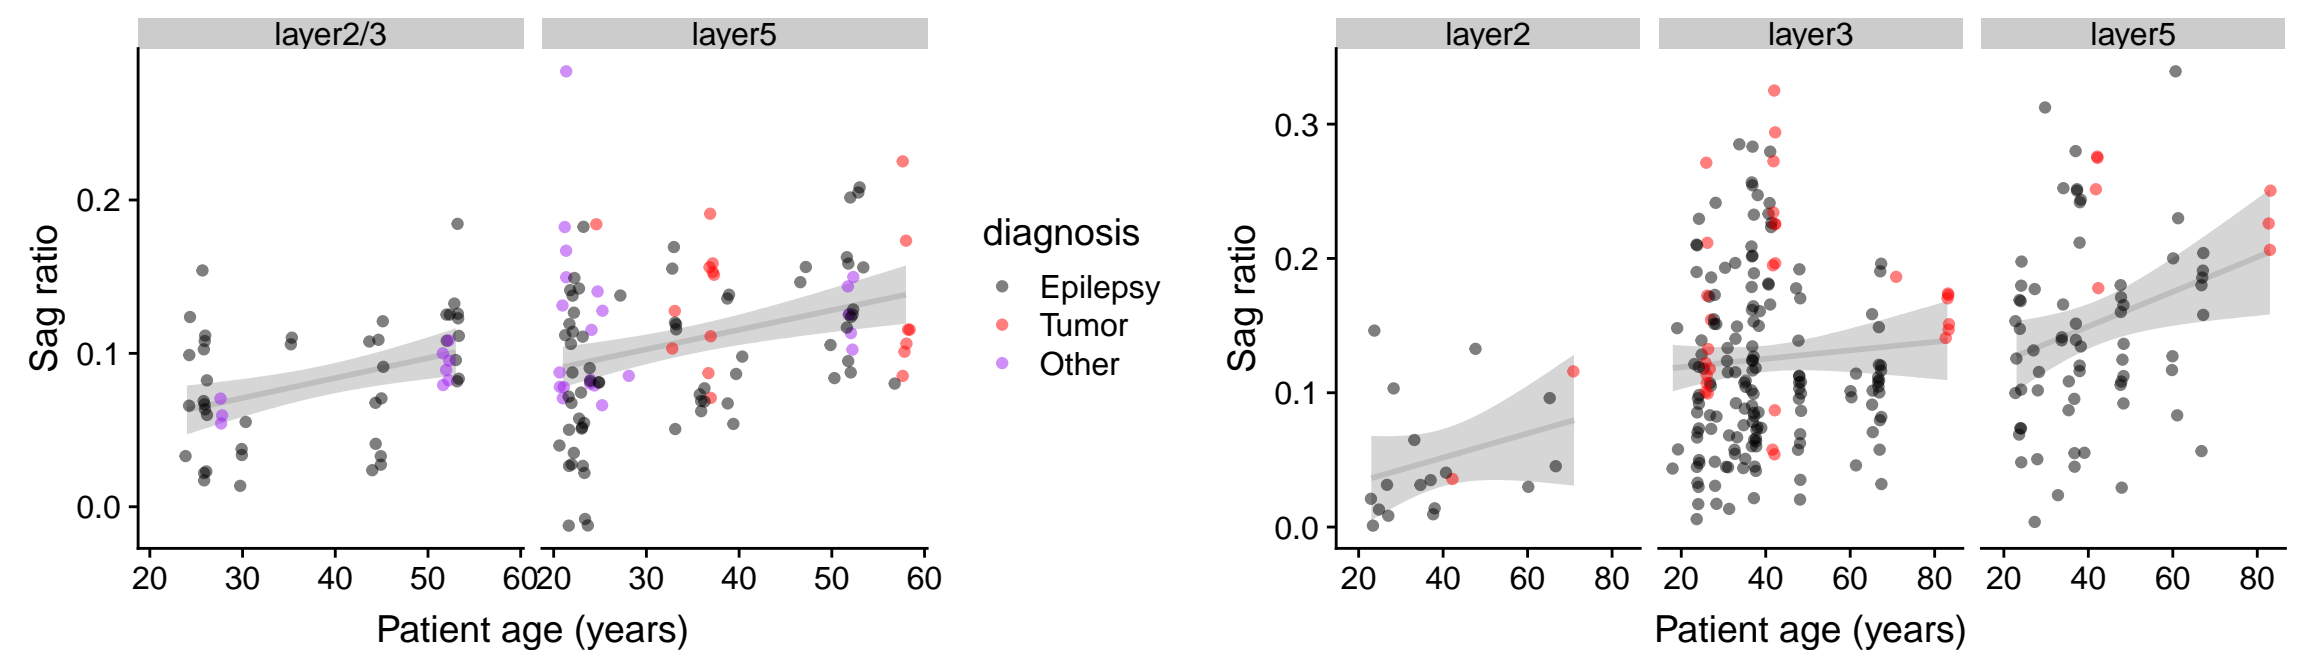 layer2/3 layer5
Sag ratio
0.2
0.1
0.0
20 30 40 50 60 20 30 40 50 60
Patient age (years)
diagnosis
Epilepsy
Tumor
Other
layer2 layer3 layer5
Sag ratio
0.3
0.2
0.1
0.0
20 40 60 80 20 40 60 80 20 40 60 80
Patient age (years)